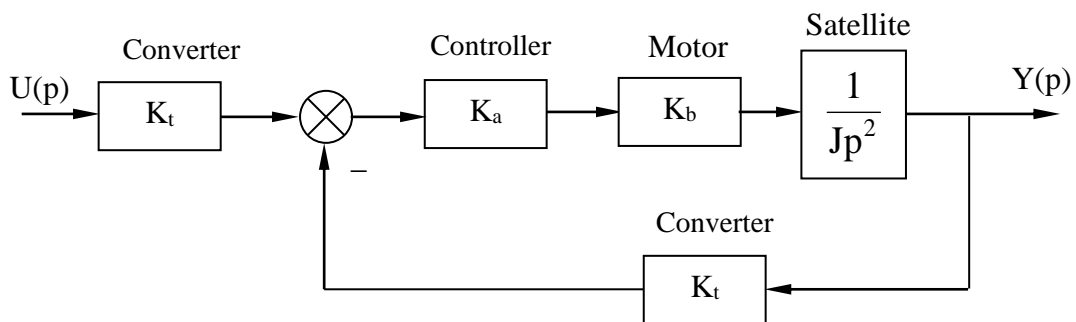 Converter
Controller
Motor
Satellite
U(p)
Kt
Ka
Kb
1
Jp²
Y(p)
–
Converter
Kt